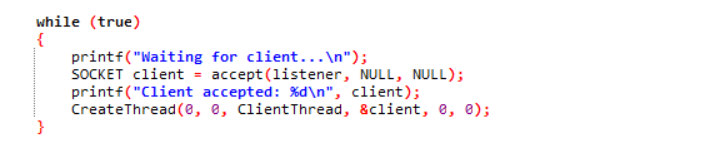 while (true)
{
printf("Waiting for client...\n");
SOCKET client = accept(listener, NULL, NULL);
printf("Client accepted: %d\n", client);
CreateThread(0, 0, ClientThread, &client, 0, 0);
}